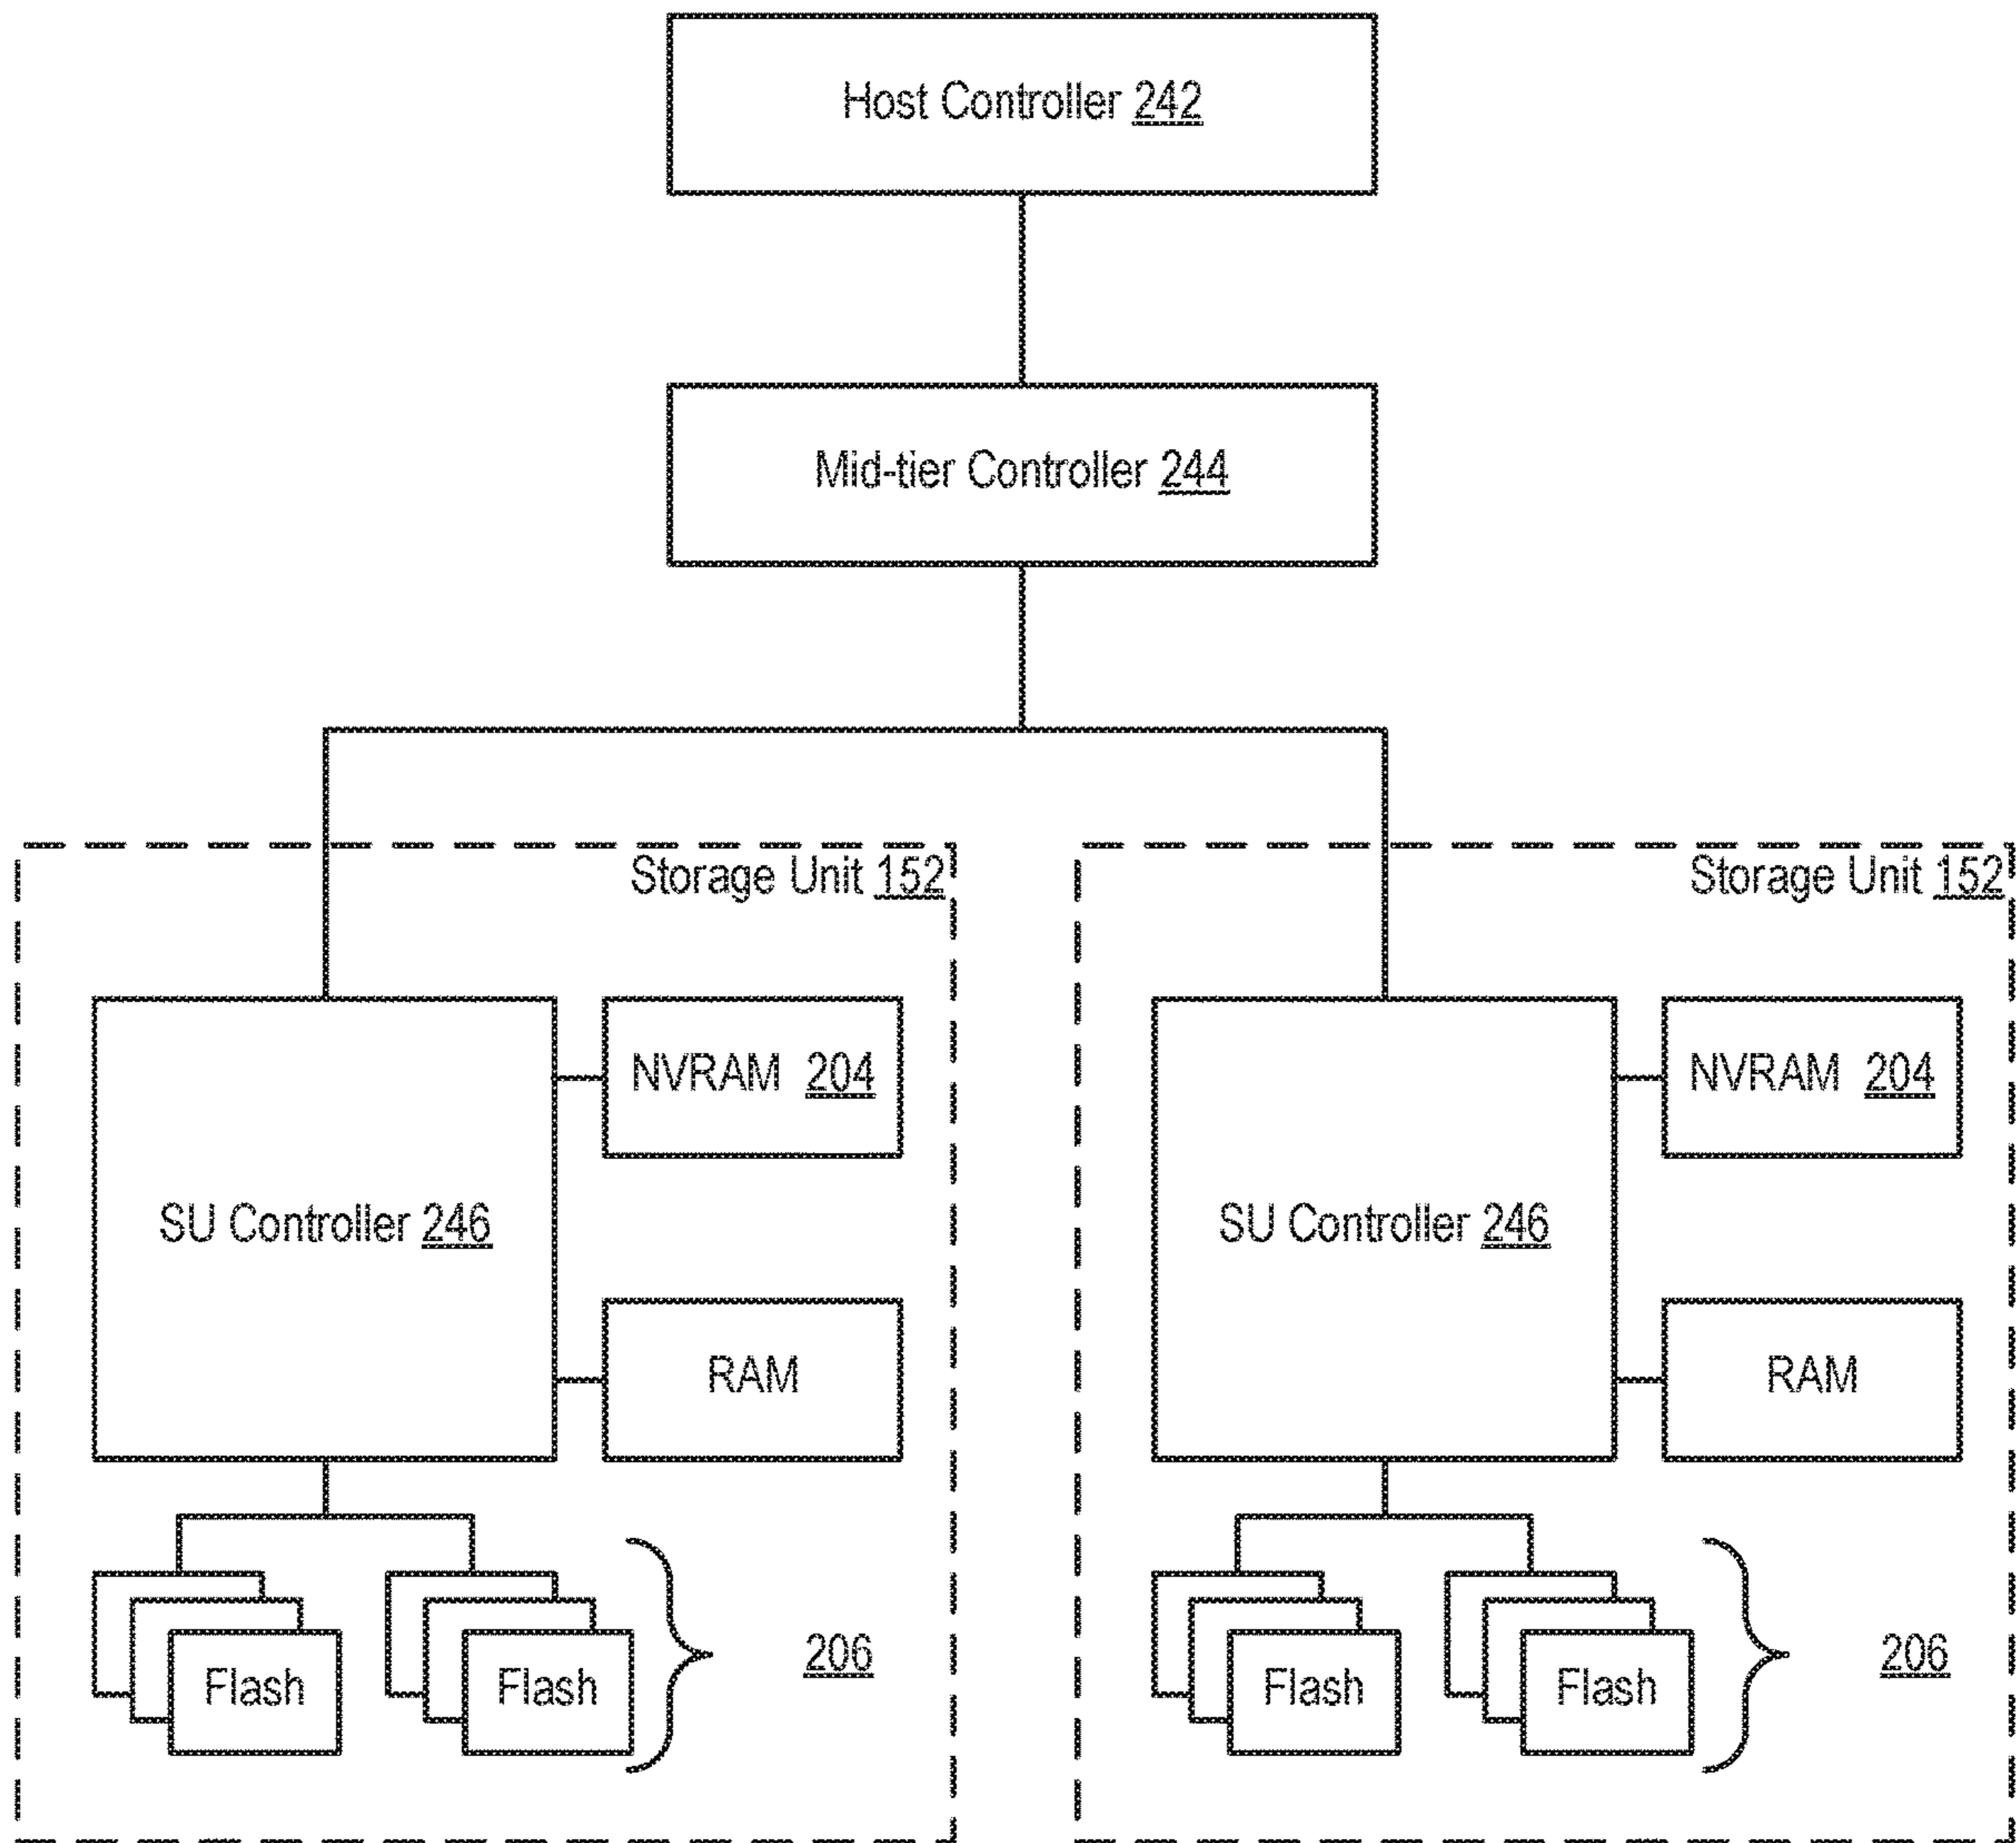 Host Controller 242
Mid-tier Controller 244
Storage Unit 152
Storage Unit 152
NVRAM 204
NVRAM 204
SU Controller 246
SU Controller 246
RAM
RAM
206
206
Flash
Flash
Flash
Flash